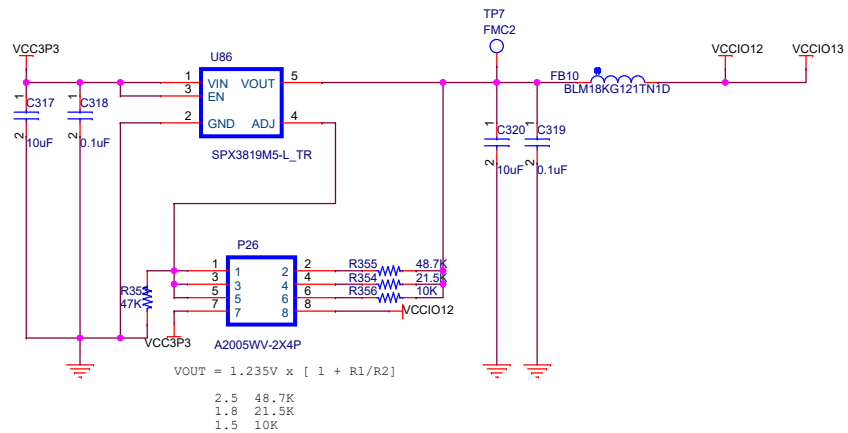 TP7
FMC2
VCC3P3
U86
VCCIO12
VCCIO13
1
VIN
VOUT
5
3
EN
FB10
BLM18KG121TN1D
2
GND
ADJ
4
1
C317
2
10uF
1
C318
2
0.1uF
SPX3819M5-L_TR
1
C320
2
10uF
1
C319
2
0.1uF
P26
1
1
2
2
R355
48.7K
3
3
4
4
R354
21.5K
5
5
6
6
R356
10K
7
7
8
8
VCCIO12
47K
VCC3P3
A2005WV-2X4P
VOUT = 1.235V x [ 1 + R1/R2]
2.5 48.7K
1.8 21.5K
1.5 10K